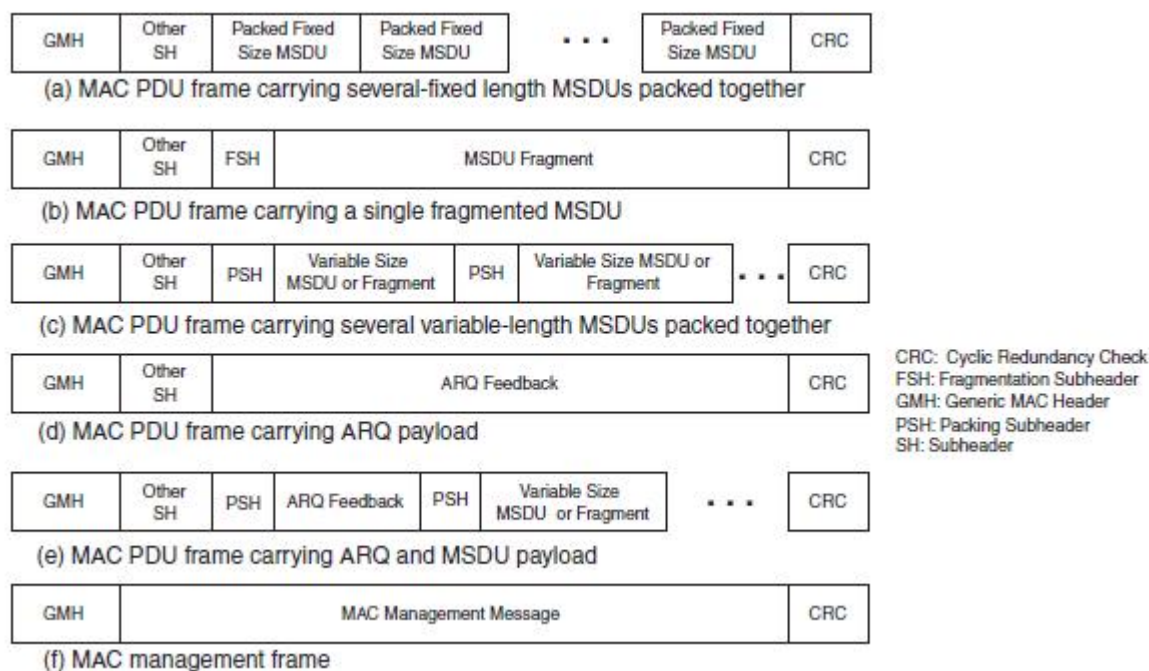 GMH Other SH Packed Fixed Size MSDU Packed Fixed Size MSDU . . . Packed Fixed Size MSDU CRC
(a) MAC PDU frame carrying several-fixed length MSDUs packed together
GMH Other SH FSH MSDU Fragment CRC
(b) MAC PDU frame carrying a single fragmented MSDU
GMH Other SH PSH Variable Size MSDU or Fragment PSH Variable Size MSDU or Fragment . . . CRC
(c) MAC PDU frame carrying several variable-length MSDUs packed together
GMH Other SH ARQ Feedback CRC
(d) MAC PDU frame carrying ARQ payload
GMH Other SH PSH ARQ Feedback PSH Variable Size MSDU or Fragment . . . CRC
(e) MAC PDU frame carrying ARQ and MSDU payload
GMH MAC Management Message CRC
(f) MAC management frame
CRC: Cyclic Redundancy Check
FSH: Fragmentation Subheader
GMH: Generic MAC Header
PSH: Packing Subheader
SH: Subheader